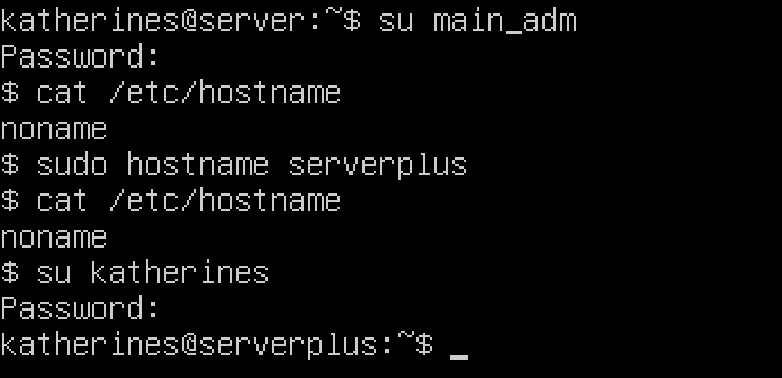 katherines@server:~$ su main_adm
Password:
$ cat /etc/hostname
noname
$ sudo hostname serverplus
$ cat /etc/hostname
noname
$ su katherines
Password:
katherines@serverplus:~$ _